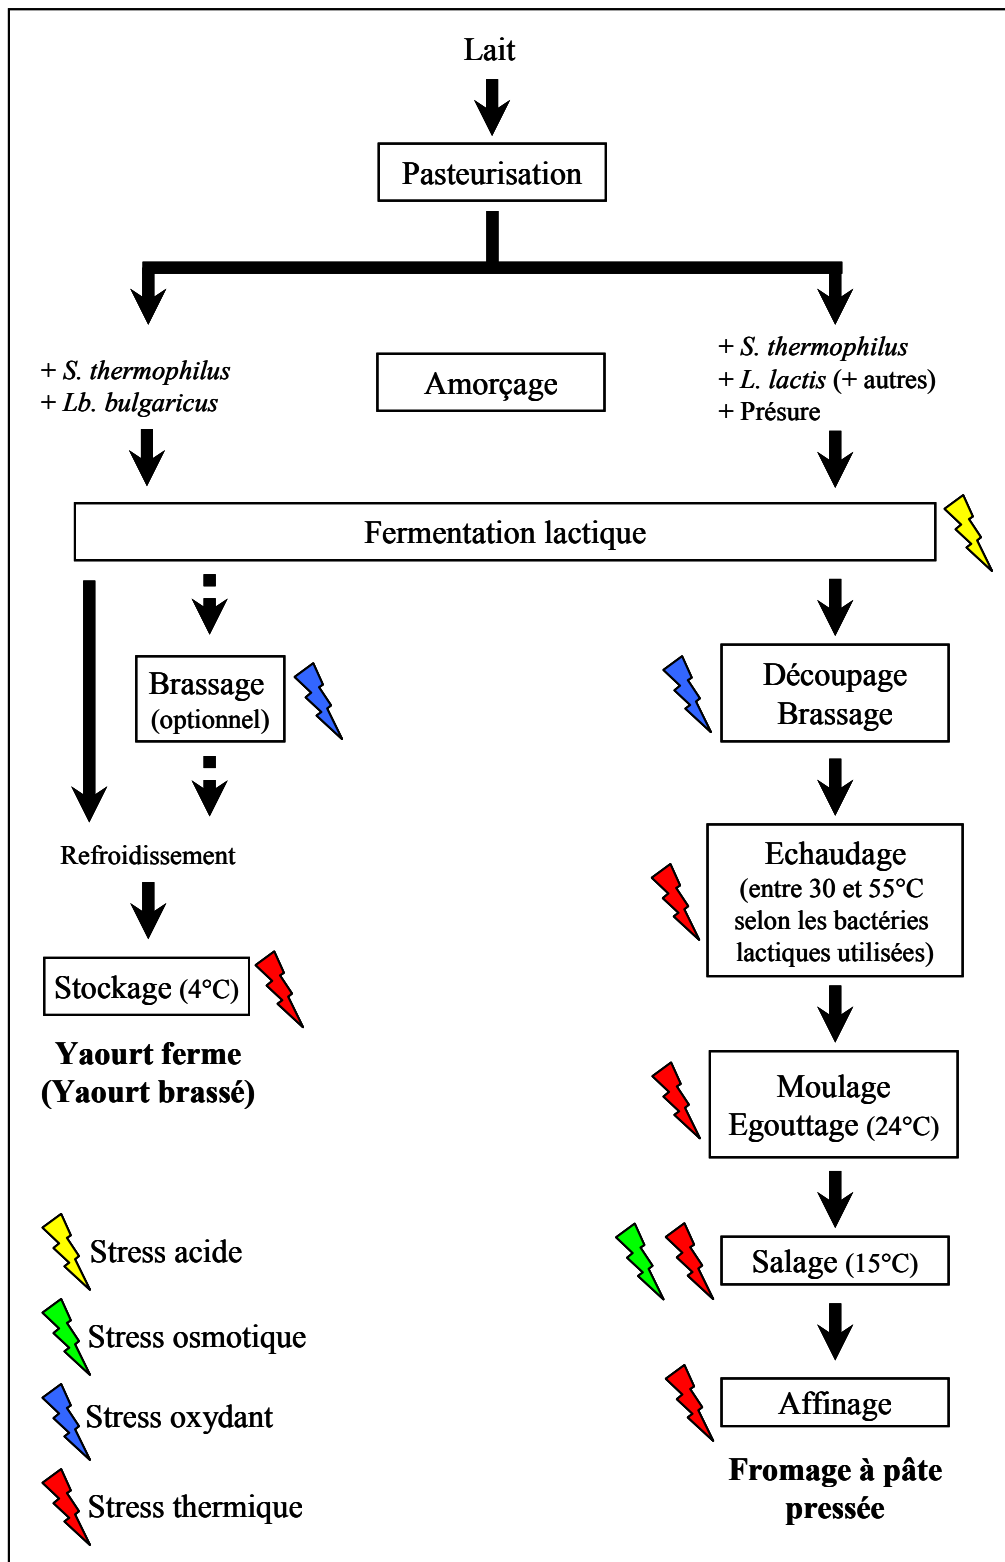 Lait
Pasteurisation
+ S. thermophilus
+ Lb. bulgaricus
Amorçage
+ S. thermophilus
+ L. lactis (+ autres)
+ Présure
Fermentation lactique
Brassage
(optionnel)
Refroidissement
Stockage (4°C)
Yaourt ferme
(Yaourt brassé)
Découpage
Brassage
Echaudage
(entre 30 et 55°C
selon les bactéries
lactiques utilisées)
Moulage
Egouttage (24°C)
Salage (15°C)
Affinage
Fromage à pâte
pressée
Stress acide
Stress osmotique
Stress oxydant
Stress thermique